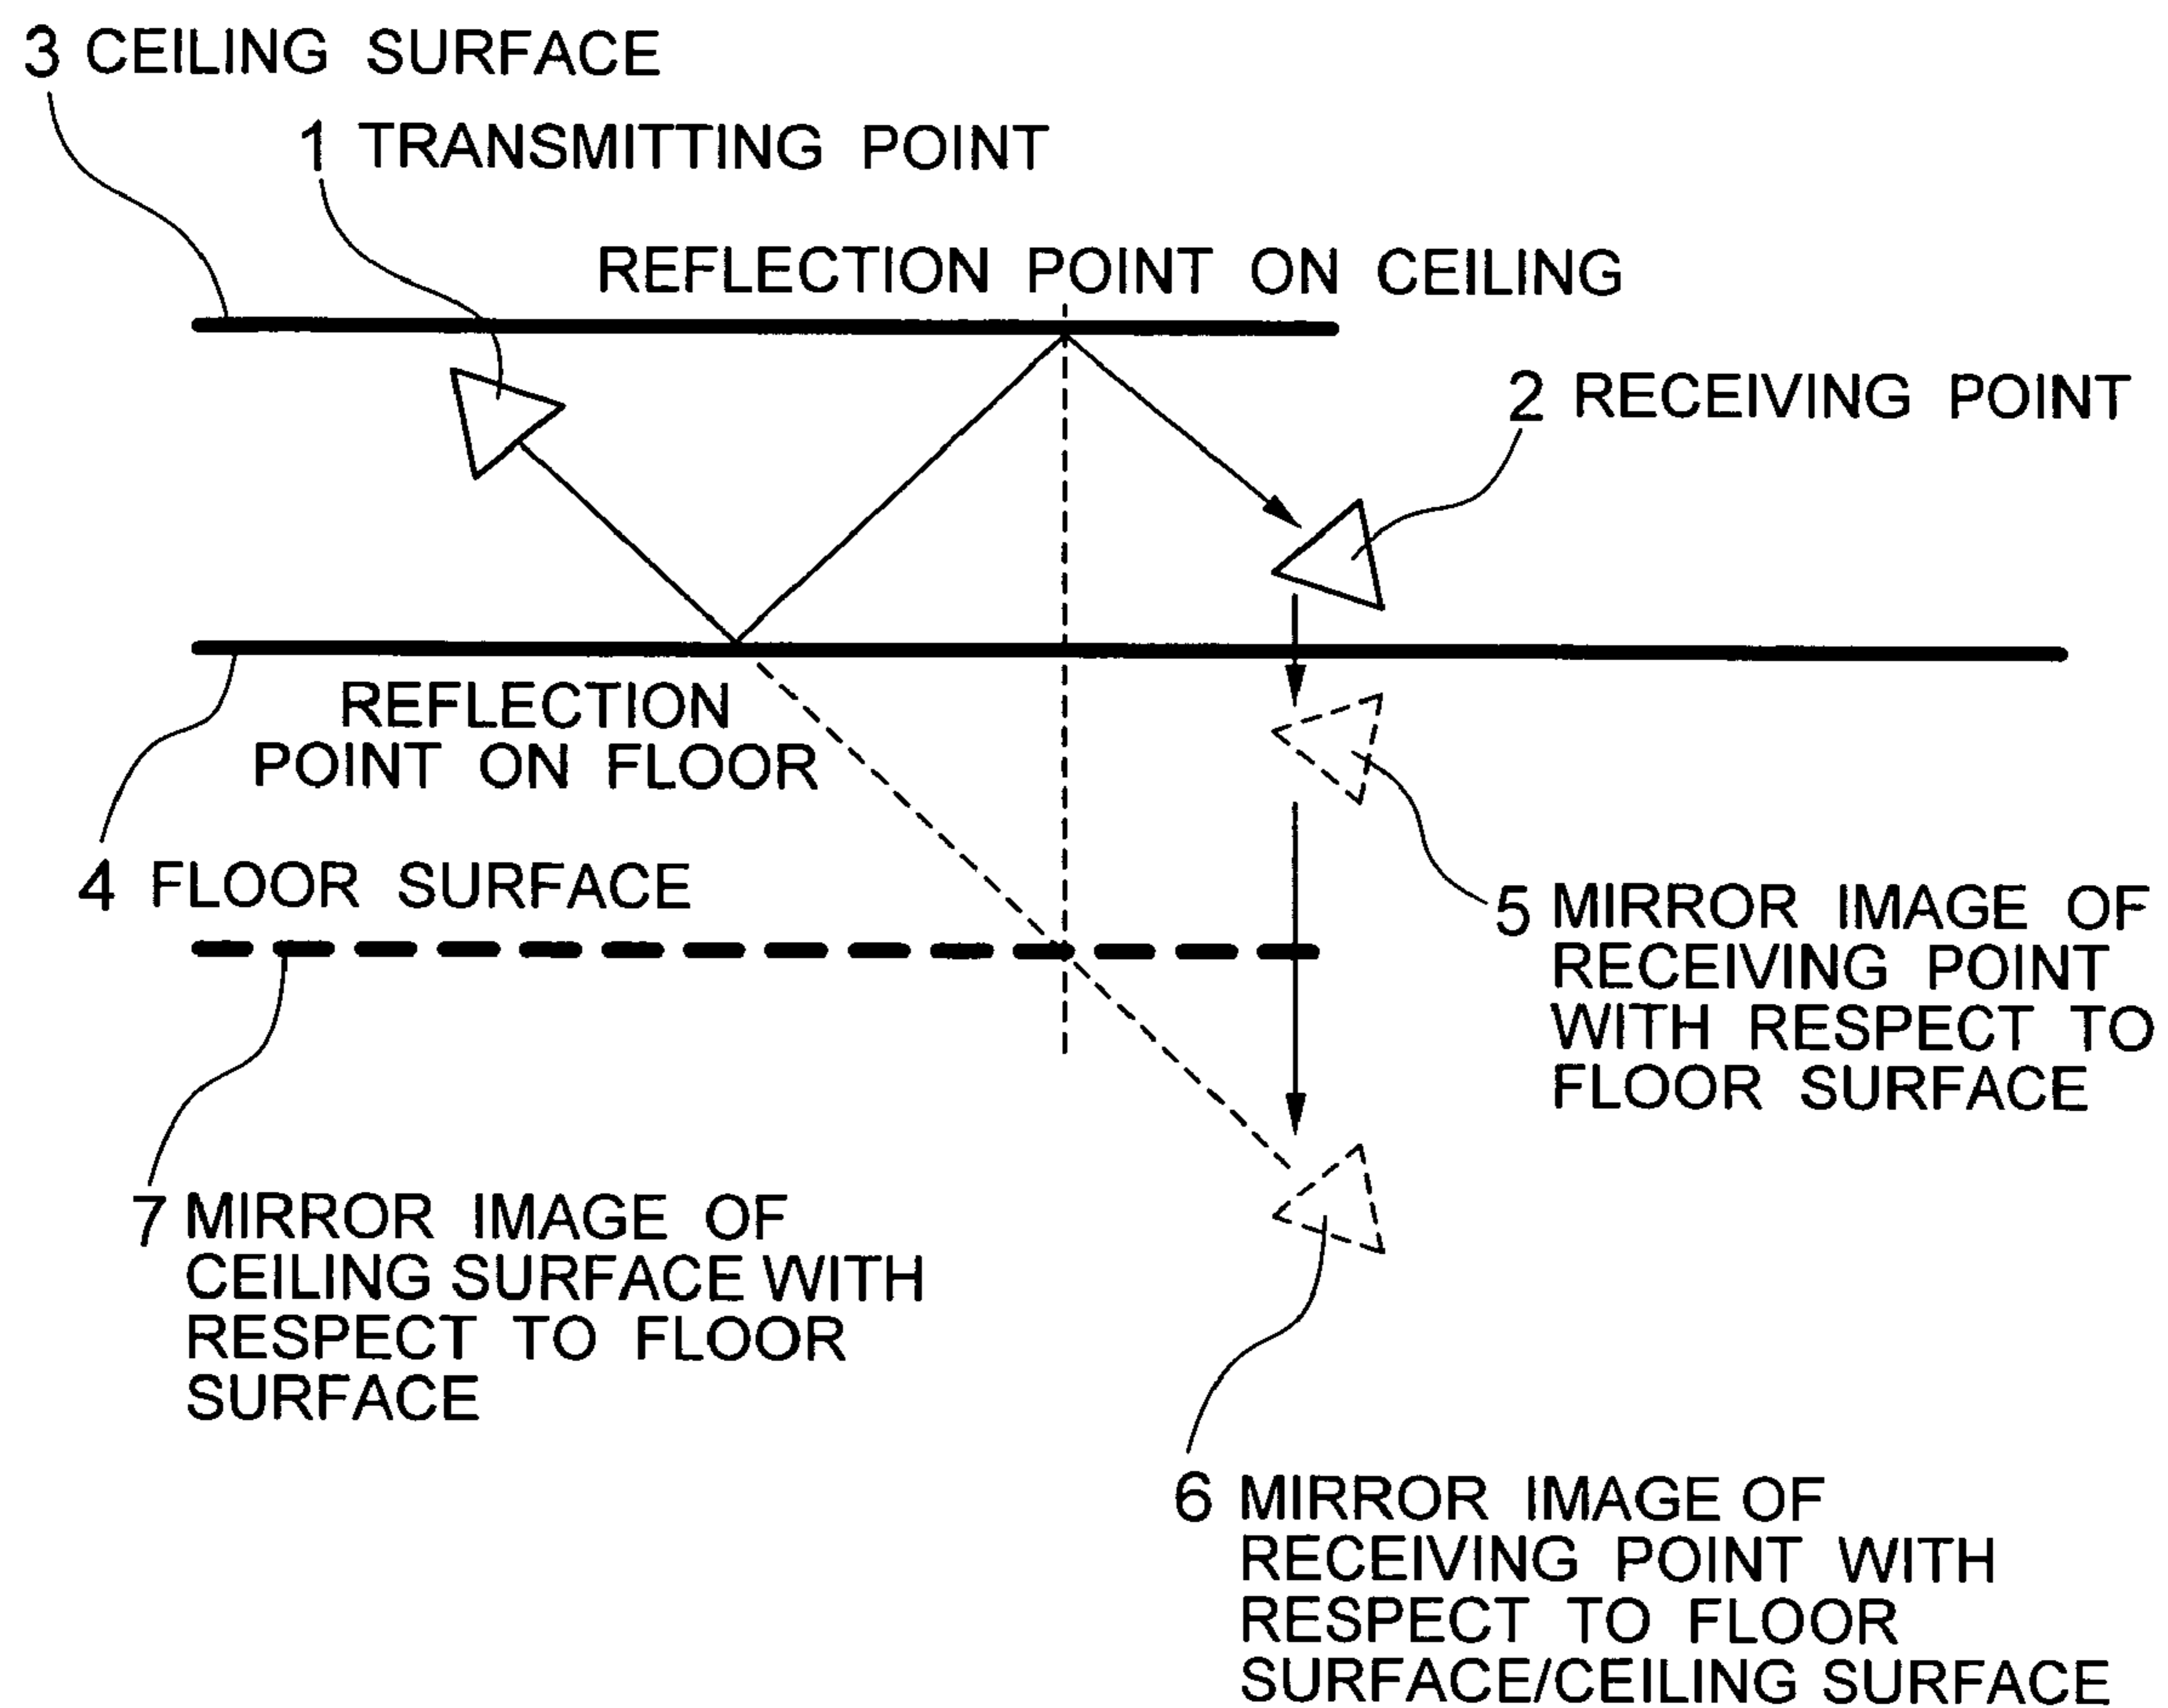 3 CEILING SURFACE
1 TRANSMITTING POINT
REFLECTION POINT ON CEILING
2 RECEIVING POINT
REFLECTION
POINT ON FLOOR
4 FLOOR SURFACE
5 MIRROR IMAGE OF
RECEIVING POINT
WITH RESPECT TO
FLOOR SURFACE
7 MIRROR IMAGE OF
CEILING SURFACE WITH
RESPECT TO FLOOR
SURFACE
6 MIRROR IMAGE OF
RECEIVING POINT WITH
RESPECT TO FLOOR
SURFACE/CEILING SURFACE